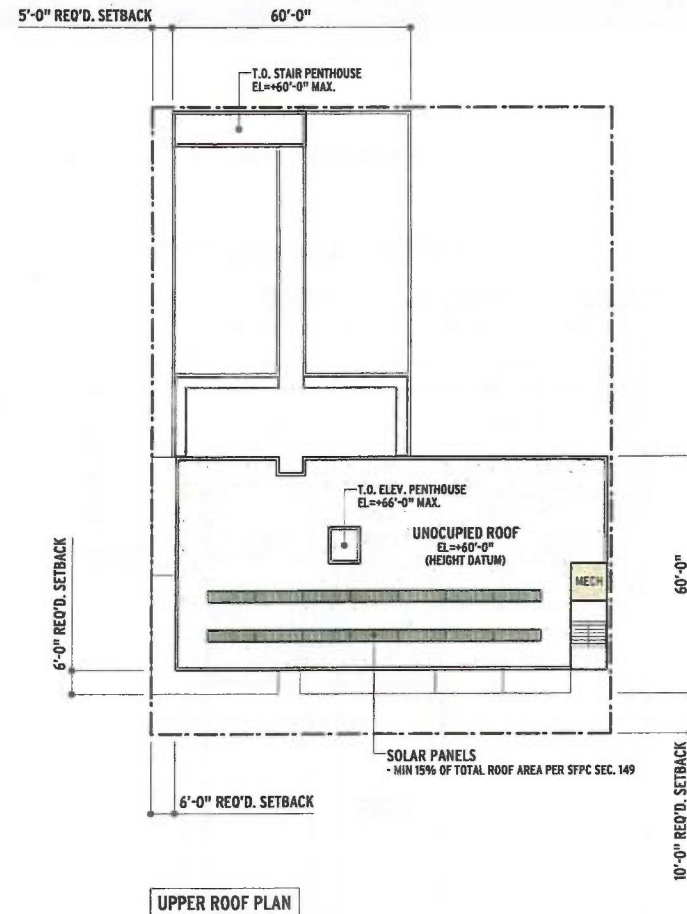 5'-0" REQ'D. SETBACK
60'-0"
T.O. STAIR PENTHOUSE
EL=+60'-0" MAX.
T.O. ELEV. PENTHOUSE
EL=+66'-0" MAX.
UNOCUPIED ROOF
EL=+60'-0"
(HEIGHT DATUM)
MECH
60'-0"
6'-0" REQ'D. SETBACK
SOLAR PANELS
- MIN 15% OF TOTAL ROOF AREA PER SFPC SEC. 149
6'-0" REQ'D. SETBACK
10'-0" REQ'D. SETBACK
UPPER ROOF PLAN